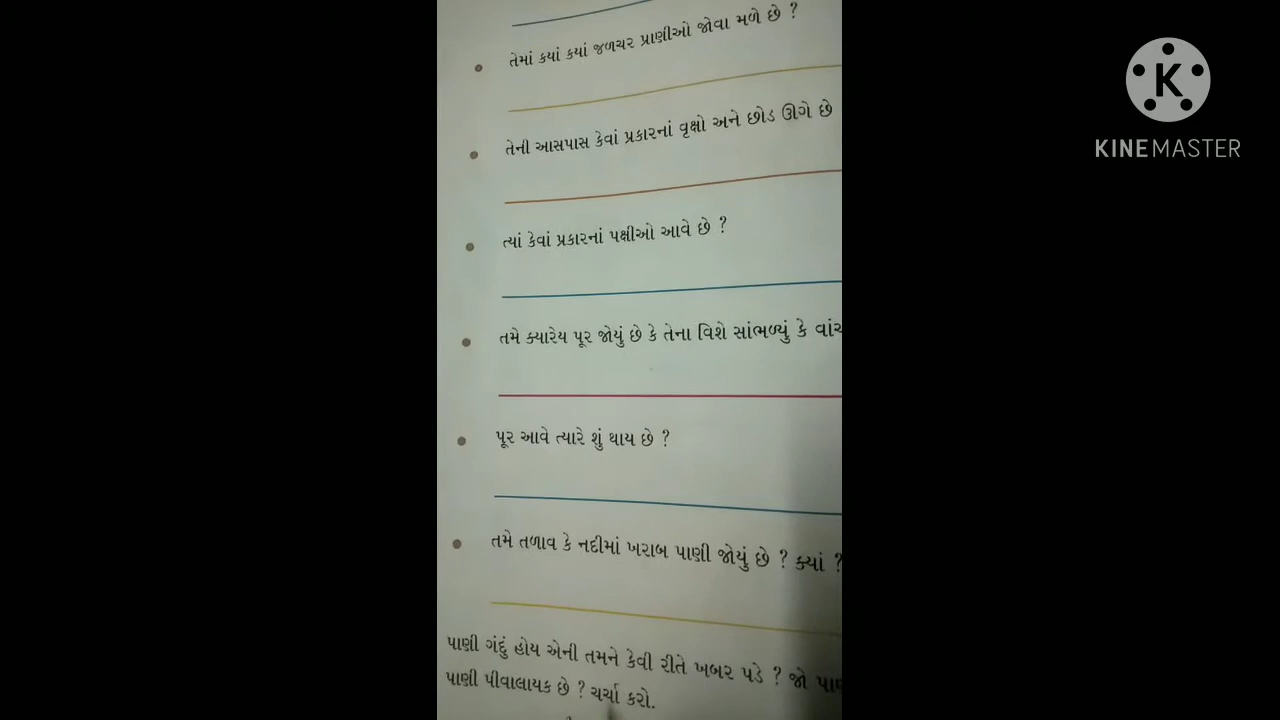 તેમાં કયાં કયાં જળચર પ્રાણીઓ જોવા મળે છે ?
તેની આસપાસ કેવાં પ્રકારનાં વૃક્ષો અને છોડ ઊગે છે
ત્યાં કેવાં પ્રકારનાં પક્ષીઓ આવે છે ?
તમે ક્યારેય પૂર જોયું છે કે તેના વિશે સાંભળ્યું કે
પૂર આવે ત્યારે શું થાય છે ?
તમે તળાવ કે નદીમાં ખરાબ પાણી જોયું છે ? ક્યાં ?
પાણી ગંદું હોય એની તમને કેવી રીતે ખબર પડે ? જો
પાણી પીવાલાયક છે ? ચર્ચા કરો.
K
KINEMASTER